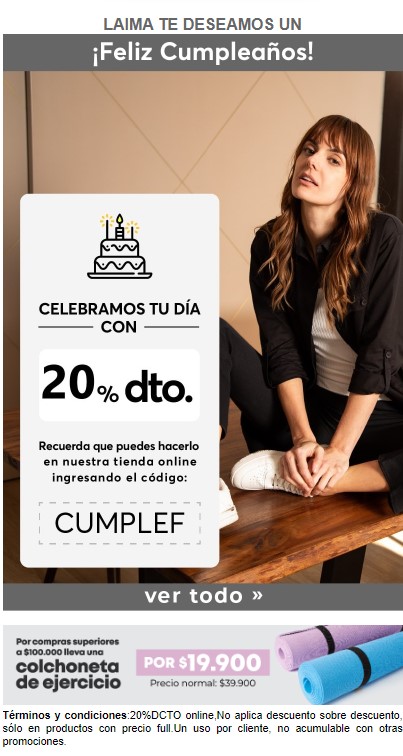 LAIMA TE DESEAMOS UN
¡Feliz Cumpleaños!
CELEBRAMOS TU DÍA
CON
20% dto.
Recuerda que puedes hacerlo
en nuestra tienda online
ingresando el código:
CUMPLEF
ver todo »
Por compras superiores
a $100.000 lleva una
colchoneta
de ejercicio
POR $19.900
Precio normal: $39.900
Términos y condiciones:20%DCTO online,No aplica descuento sobre descuento,
sólo en productos con precio full.Un uso por cliente, no acumulable con otras
promociones.